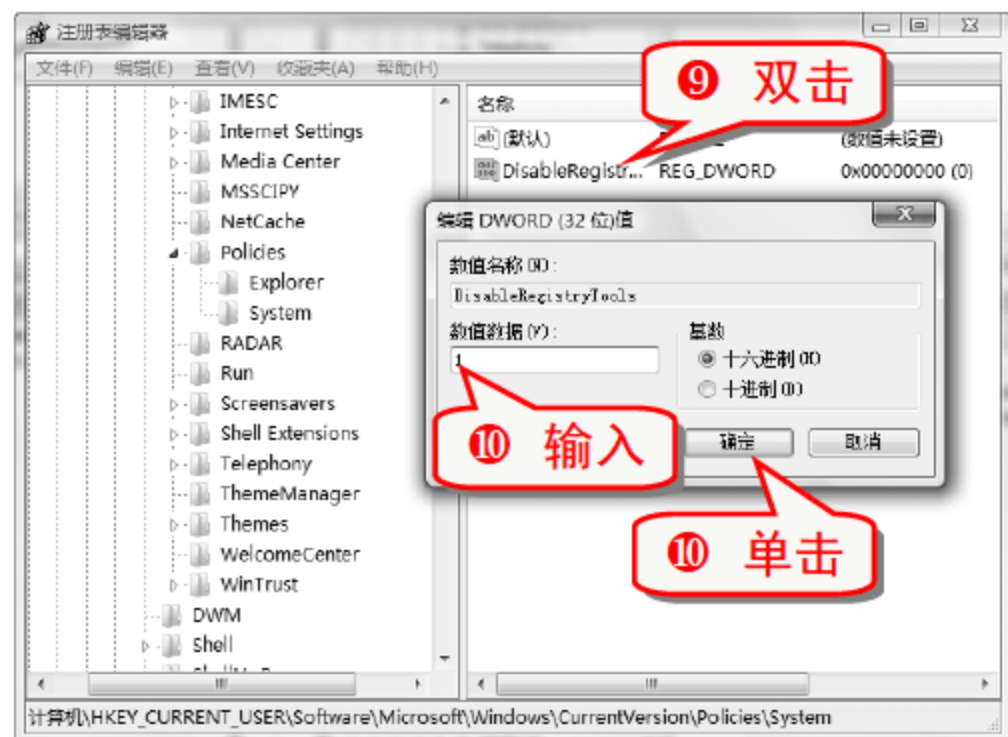 注册表编辑器
文件(F) 编辑(E) 查看(V) 收藏夹(A) 帮助(H)
IMESC
Internet Settings
Media Center
MSSCIPY
NetCache
Policies
Explorer
System
RADAR
Run
Screensavers
Shell Extensions
Telephony
ThemeManager
Themes
WelcomeCenter
WinTrust
DWM
Shell
名称
ab (默认) (数值未设置)
DisableRegistr... REG_DWORD 0x00000000 (0)
❾ 双击
编辑 DWORD (32 位)值
数值名称(N):
DisableRegistryTools
数值数据(V):
1
基数
十六进制(H)
十进制(D)
❿ 输入
确定 取消
❿ 单击
计算机\HKEY_CURRENT_USER\Software\Microsoft\Windows\CurrentVersion\Policies\System